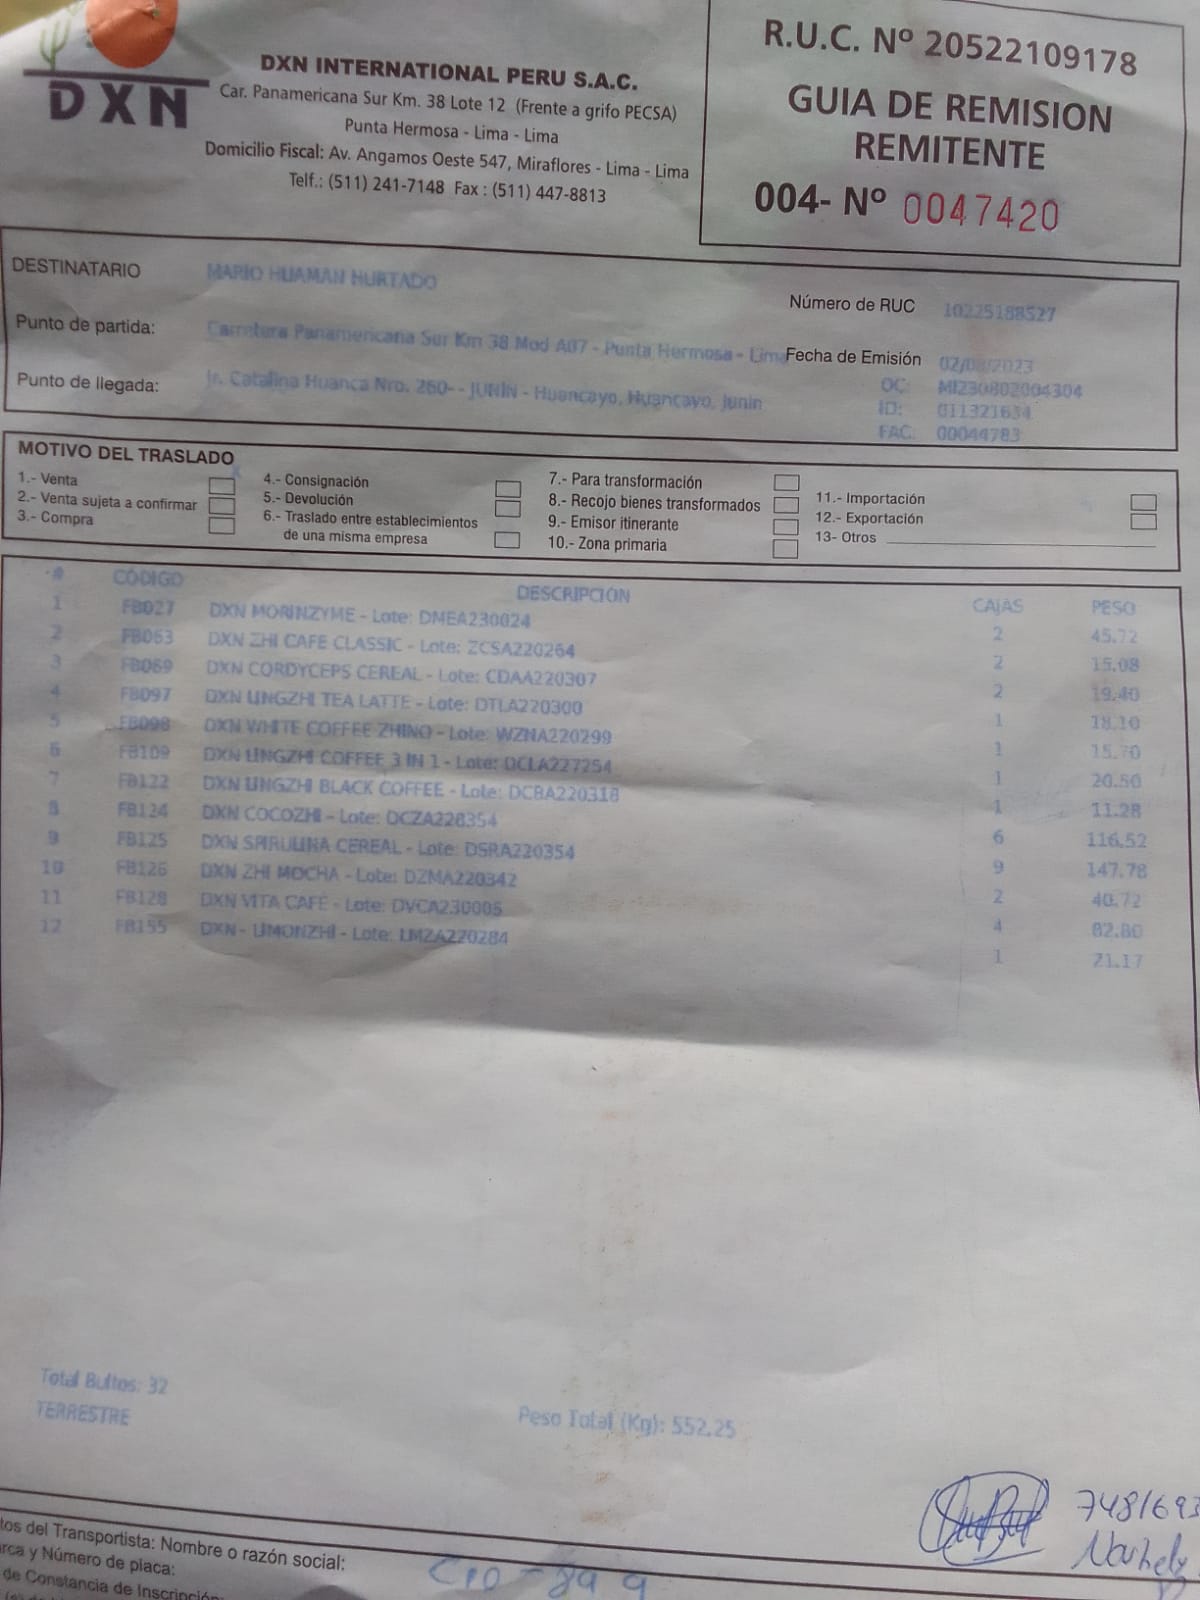 DXN
DXN INTERNATIONAL PERU S.A.C.
Car. Panamericana Sur Km. 38 Lote 12 (Frente a grifo PECSA)
Punta Hermosa - Lima - Lima
Domicilio Fiscal: Av. Angamos Oeste 547, Miraflores - Lima - Lima
Telf.: (511) 241-7148 Fax : (511) 447-8813
R.U.C. Nº 20522109178
GUIA DE REMISION
REMITENTE
004- Nº 0047420
DESTINATARIO MARIO HUAMAN HURTADO
Número de RUC 10225188527
Punto de partida: Carretera Panamericana Sur Km 38 Mod A07 - Punta Hermosa - Lima
Fecha de Emisión 02/08/2023
Punto de llegada: Jr. Catalina Huanca Nro. 260- - JUNÍN - Huancayo, Huancayo, Junin
OC: MI230802004304
ID: 011321634
FAC: 00044783
MOTIVO DEL TRASLADO
1.- Venta
2.- Venta sujeta a confirmar
3.- Compra
4.- Consignación
5.- Devolución
6.- Traslado entre establecimientos
de una misma empresa
7.- Para transformación
8.- Recojo bienes transformados
9.- Emisor itinerante
10.- Zona primaria
11.- Importación
12.- Exportación
13- Otros
# CÓDIGO DESCRIPCIÓN CAJAS PESO
1 FB027 DXN MORINZYME - Lote: DMEA230024 2 45.72
2 FB063 DXN ZHI CAFE CLASSIC - Lote: ZCSA220264 2 15.08
3 FB069 DXN CORDYCEPS CEREAL - Lote: CDAA220307 2 19.40
4 FB097 DXN LINGZHI TEA LATTE - Lote: DTLA220300 1 18.10
5 FB098 DXN WHITE COFFEE ZHINO - Lote: WZNA220299 1 15.70
6 FB109 DXN LINGZHI COFFEE 3 IN 1 - Lote: DCLA227254 1 20.50
7 FB122 DXN LINGZHI BLACK COFFEE - Lote: DCBA220318 1 11.28
8 FB124 DXN COCOZHI - Lote: DCZA228354 6 116.52
9 FB125 DXN SPIRULINA CEREAL - Lote: DSRA220354 9 147.78
10 FB126 DXN ZHI MOCHA - Lote: DZMA220342 2 40.72
11 FB128 DXN VITA CAFÉ - Lote: DVCA230005 4 82.80
12 FB155 DXN - LIMONZHI - Lote: LMZA220284 1 21.17
Total Bultos: 32
TERRESTRE
Peso Total (Kg): 552.25
7481693
tos del Transportista: Nombre o razón social:
rca y Número de placa:
de Constancia de Inscripción